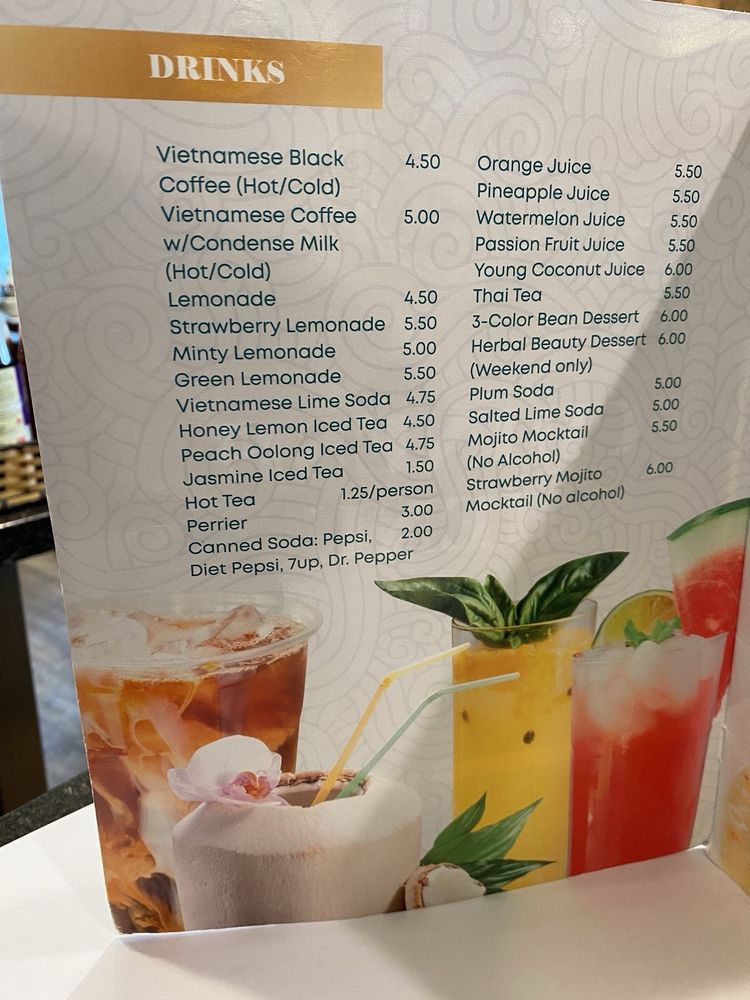 DRINKS
Vietnamese Black 4.50
Coffee (Hot/Cold)
Vietnamese Coffee 5.00
w/Condense Milk
(Hot/Cold)
Lemonade 4.50
Strawberry Lemonade 5.50
Minty Lemonade 5.00
Green Lemonade 5.50
Vietnamese Lime Soda 4.75
Honey Lemon Iced Tea 4.50
Peach Oolong Iced Tea 4.75
Jasmine Iced Tea 1.50
Hot Tea 1.25/person
Perrier 3.00
Canned Soda: Pepsi, 2.00
Diet Pepsi, 7up, Dr. Pepper
Orange Juice 5.50
Pineapple Juice 5.50
Watermelon Juice 5.50
Passion Fruit Juice 5.50
Young Coconut Juice 6.00
Thai Tea 5.50
3-Color Bean Dessert 6.00
Herbal Beauty Dessert 6.00
(Weekend only)
Plum Soda 5.00
Salted Lime Soda 5.00
Mojito Mocktail 5.50
(No Alcohol)
Strawberry Mojito 6.00
Mocktail (No alcohol)